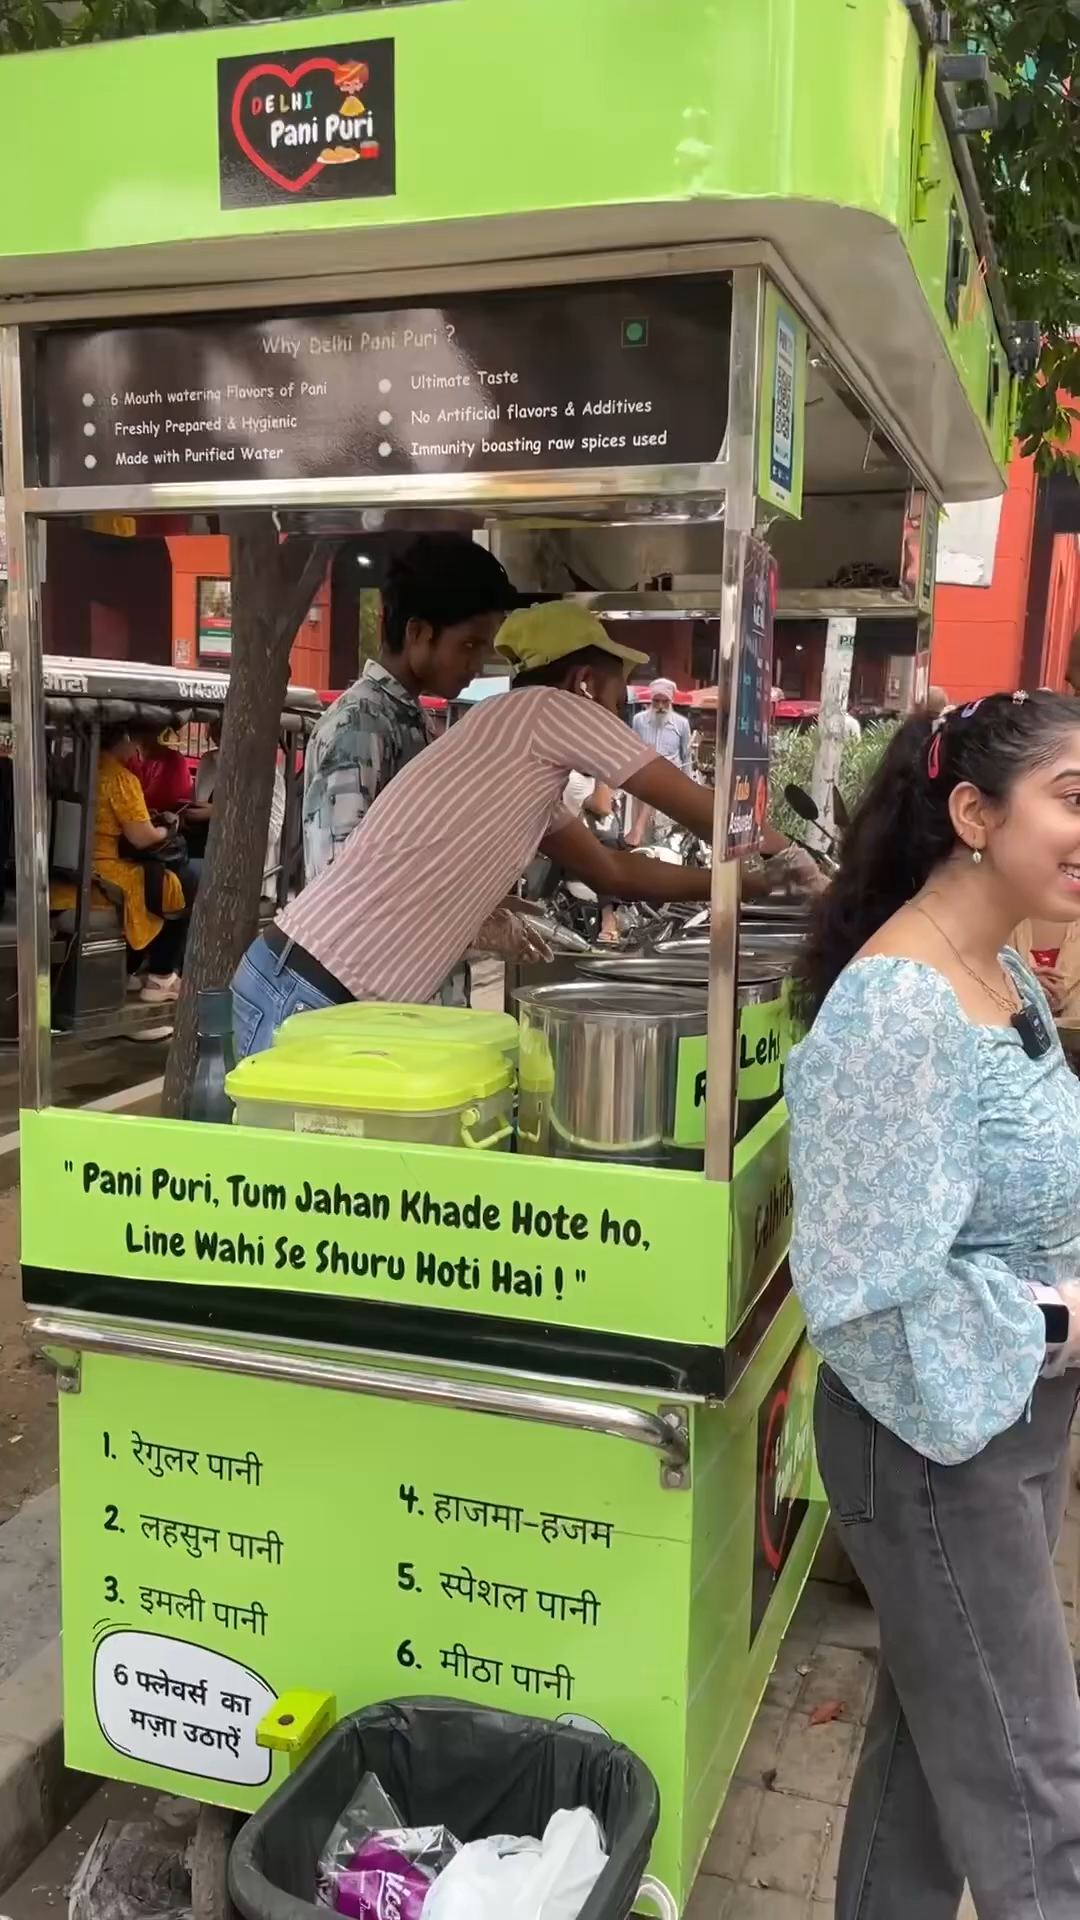 DELHI
Pani Puri
Why Delhi Pani Puri ?
6 Mouth watering Flavors of Pani
Freshly Prepared & Hygienic
Made with Purified Water
Ultimate Taste
No Artificial flavors & Additives
Immunity boasting raw spices used
" Pani Puri, Tum Jahan Khade Hote ho,
Line Wahi Se Shuru Hoti Hai ! "
1. रेगुलर पानी
2. लहसुन पानी
3. इमली पानी
4. हाजमा-हजम
5. स्पेशल पानी
6. मीठा पानी
6 फ्लेवर्स का
मज़ा उठाऐं